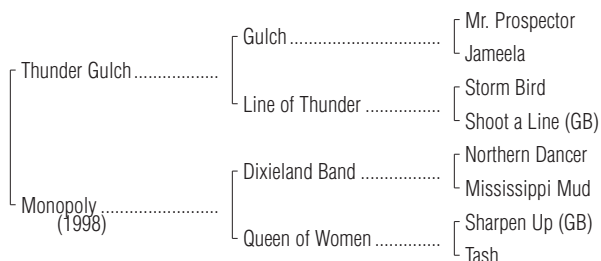 Mr. Prospector
Gulch ................................
Jameela
Thunder Gulch ..................
Storm Bird
Line of Thunder ................
Shoot a Line (GB)
Northern Dancer
Dixieland Band .................
Mississippi Mud
Monopoly .........................
(1998)
Sharpen Up (GB)
Queen of Women ..............
Tash